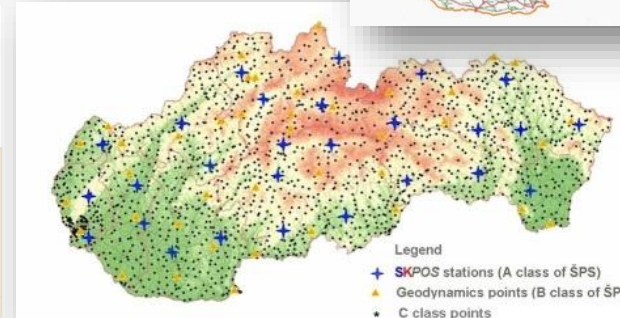 Legend
SKPOS stations (A class of ŠPS)
Geodynamics points (B class of ŠP
C class points